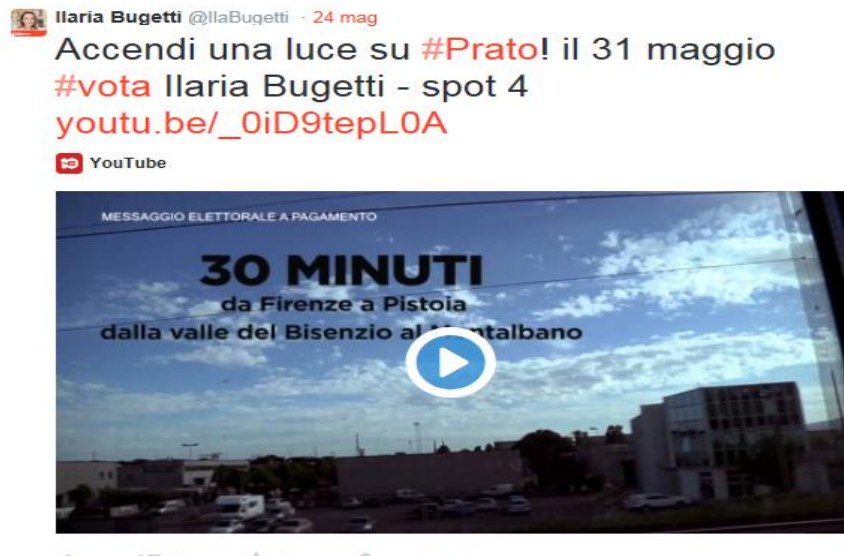 Ilaria Bugetti @IlaBugetti · 24 mag
Accendi una luce su #Prato! il 31 maggio
#vota Ilaria Bugetti - spot 4
youtu.be/_0iD9tepL0A
YouTube
MESSAGGIO ELETTORALE A PAGAMENTO
30 MINUTI
da Firenze a Pistoia
dalla valle del Bisenzio al Montalbano